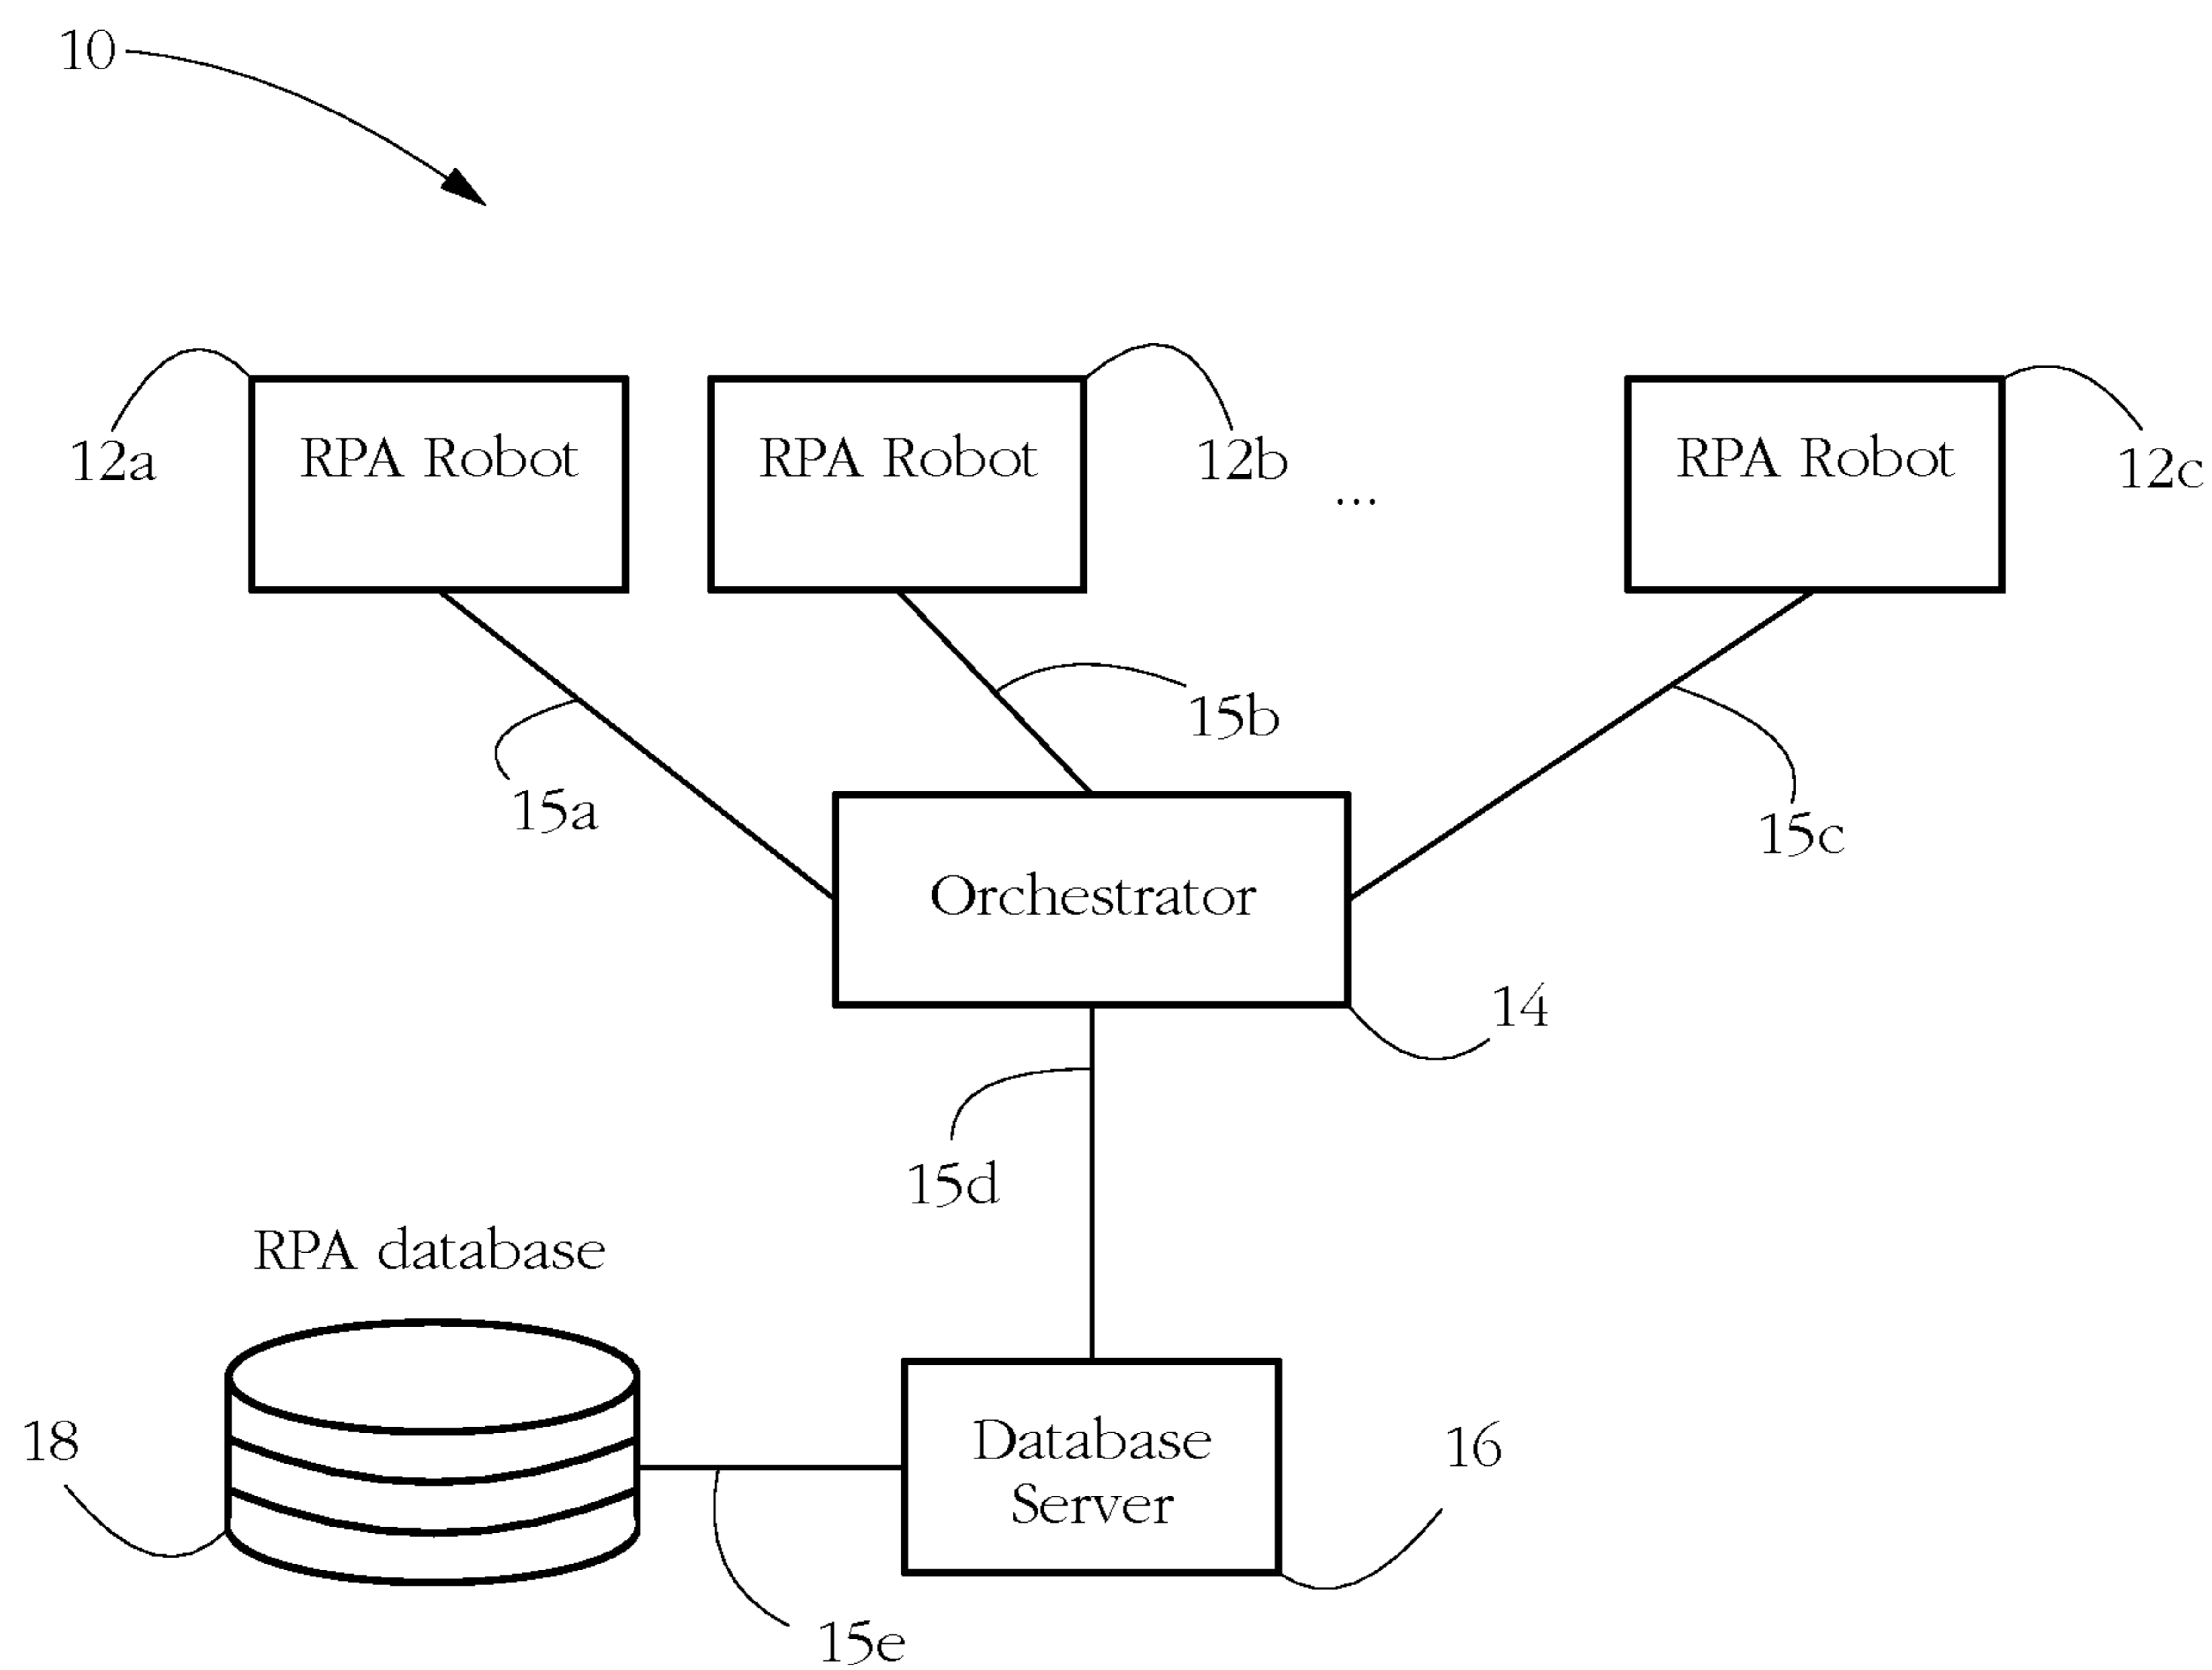 10
12a
RPA Robot
RPA Robot
12b
...
RPA Robot
12c
15a
15b
15c
Orchestrator
14
15d
RPA database
18
Database
Server
16
15e